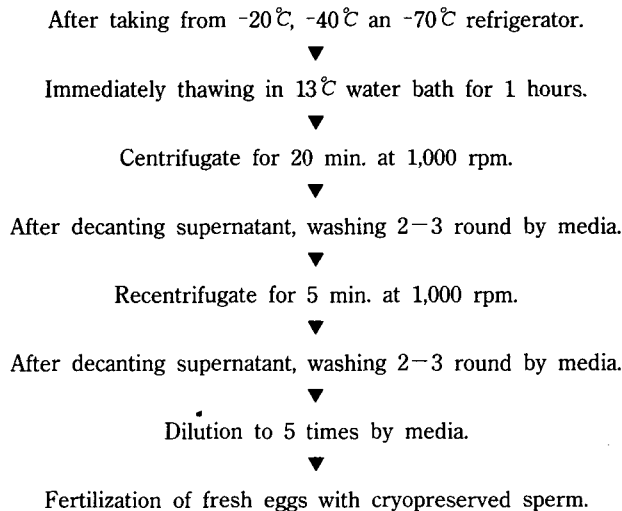 After taking from -20℃, -40℃ an -70℃ refrigerator.
▼
Immediately thawing in 13℃ water bath for 1 hours.
▼
Centrifugate for 20 min. at 1,000 rpm.
▼
After decanting supernatant, washing 2-3 round by media.
▼
Recentrifugate for 5 min. at 1,000 rpm.
▼
After decanting supernatant, washing 2-3 round by media.
▼
Dilution to 5 times by media.
▼
Fertilization of fresh eggs with cryopreserved sperm.